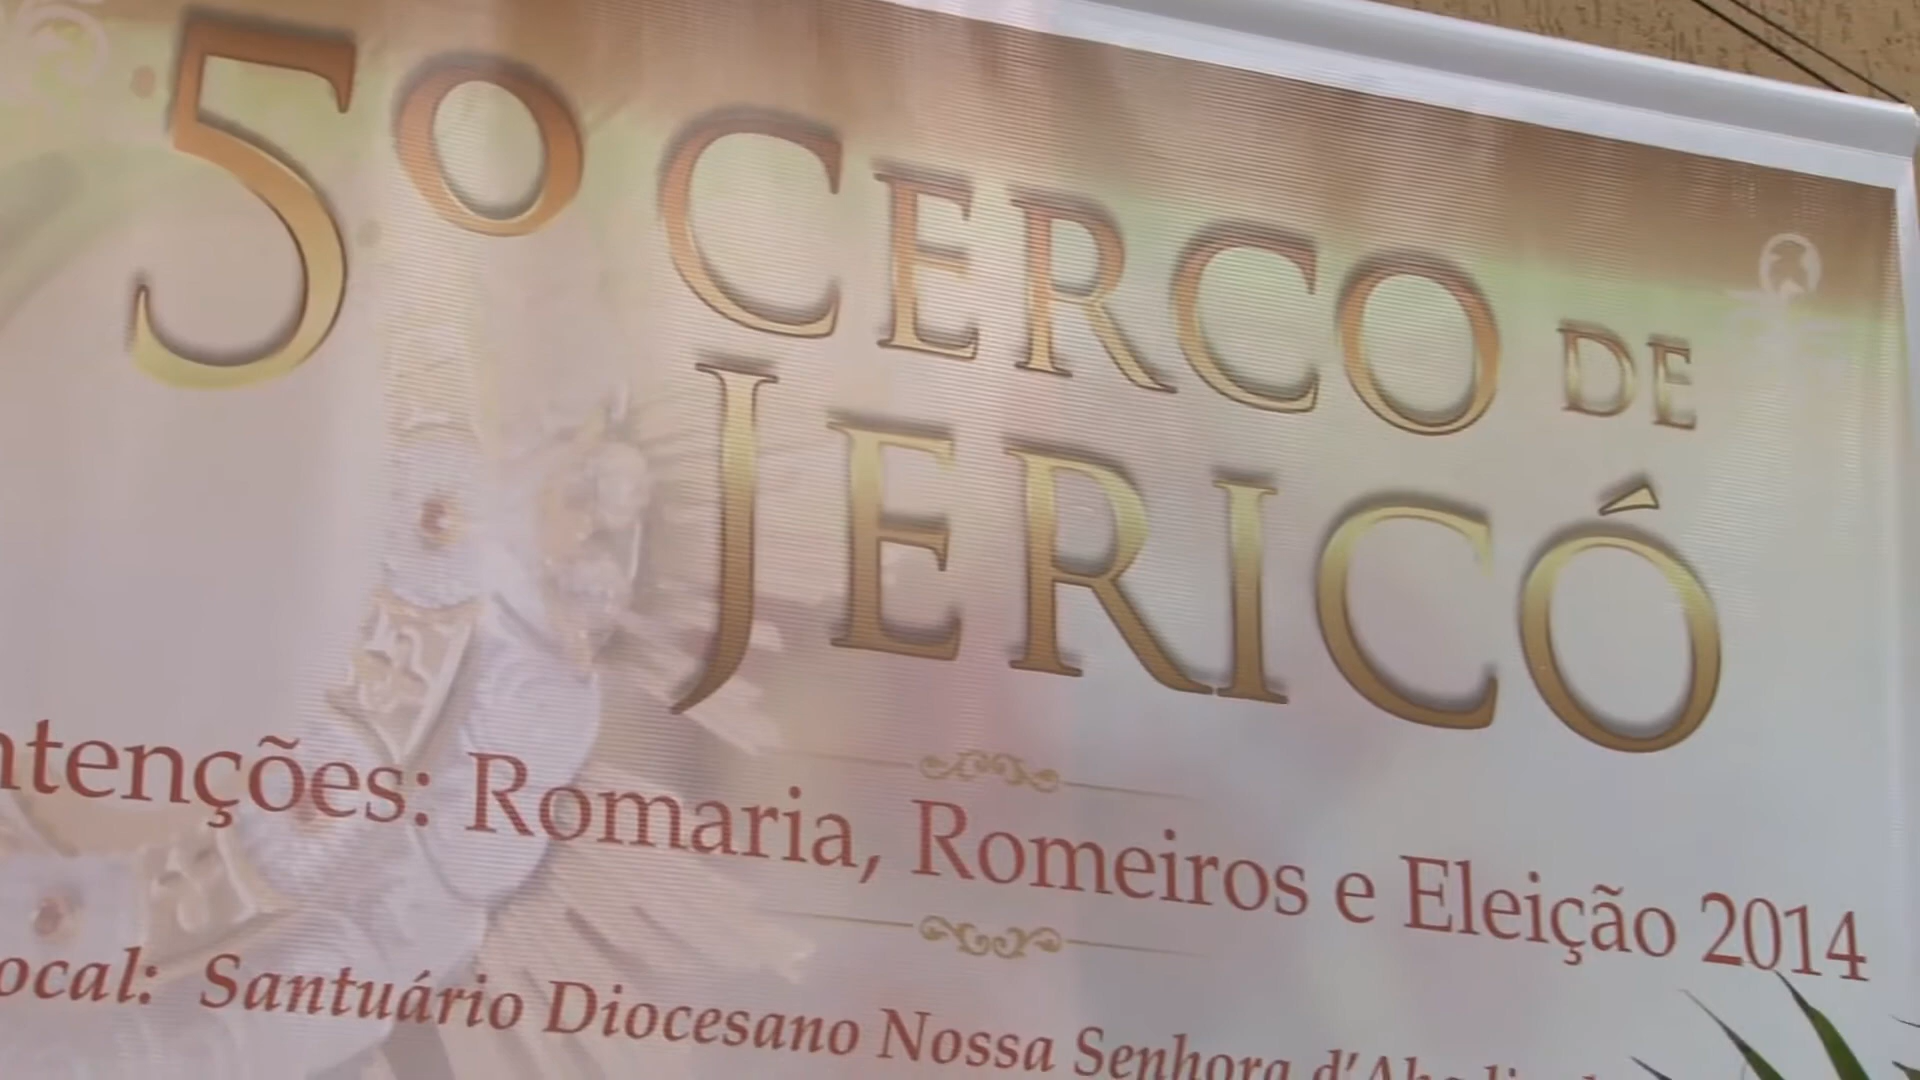 5º CERCO DE
JERICÓ
ntenções: Romaria, Romeiros e Eleição 2014
ocal: Santuário Diocesano Nossa Senhora